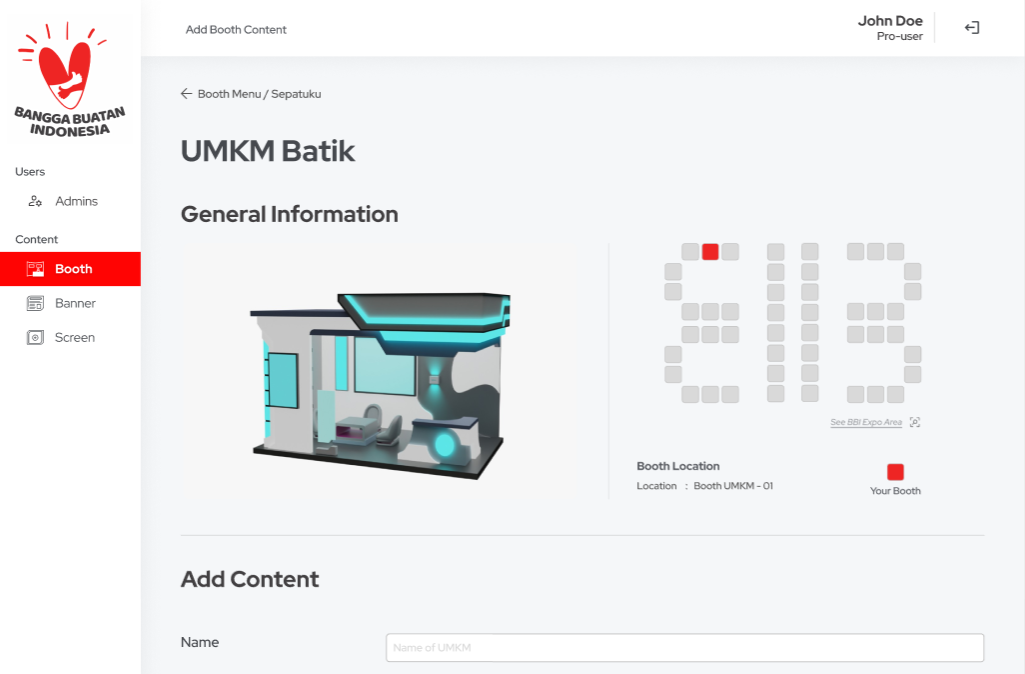 Add Booth Content
John Doe
Pro-user
BANGGA BUATAN
INDONESIA
Users
Admins
Content
Booth
Banner
Screen
Booth Menu / Sepatuku
UMKM Batik
General Information
See BBI Expo Area
Booth Location
Location : Booth UMKM - 01
Your Booth
Add Content
Name
Name of UMKM